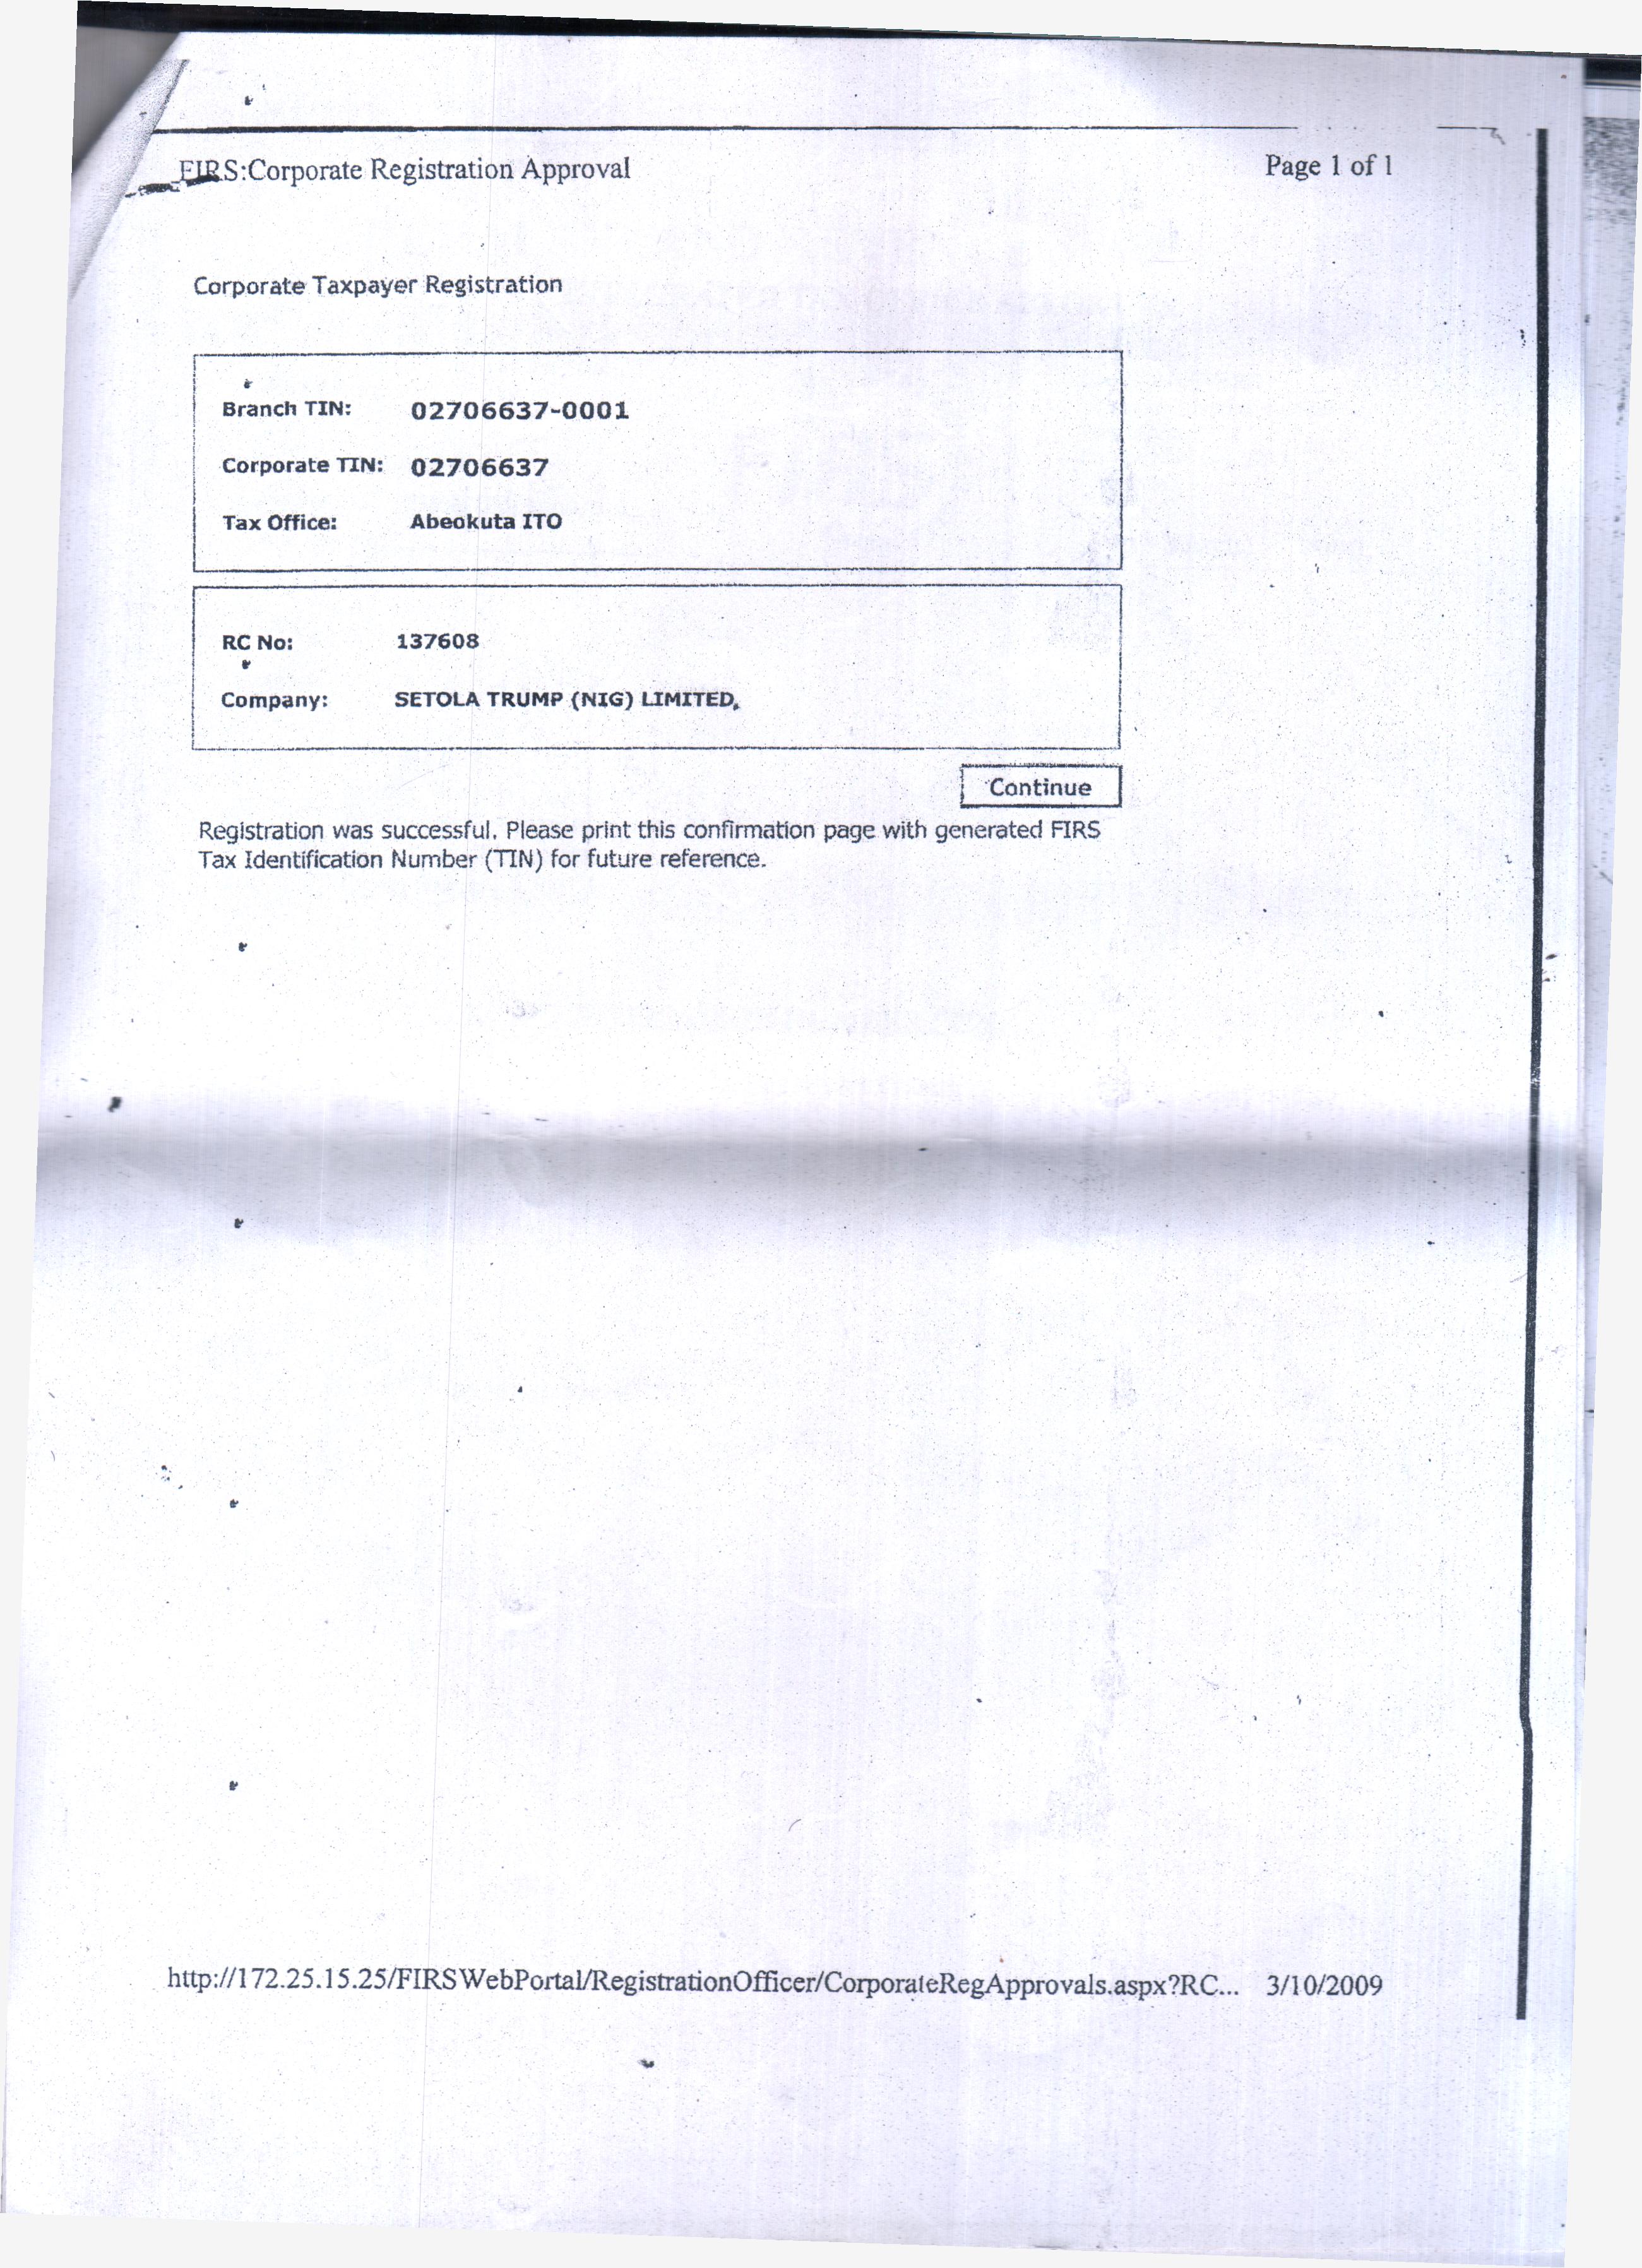 FIRS:Corporate Registration Approval Page 1 of 1
Corporate Taxpayer Registration
Branch TIN: 02706637-0001
Corporate TIN: 02706637
Tax Office: Abeokuta ITO
RC No: 137608
Company: SETOLA TRUMP (NIG) LIMITED,
Continue
Registration was successful. Please print this confirmation page with generated FIRS
Tax Identification Number (TIN) for future reference.
http://172.25.15.25/FIRSWebPortal/RegistrationOfficer/CorporateRegApprovals.aspx?RC... 3/10/2009